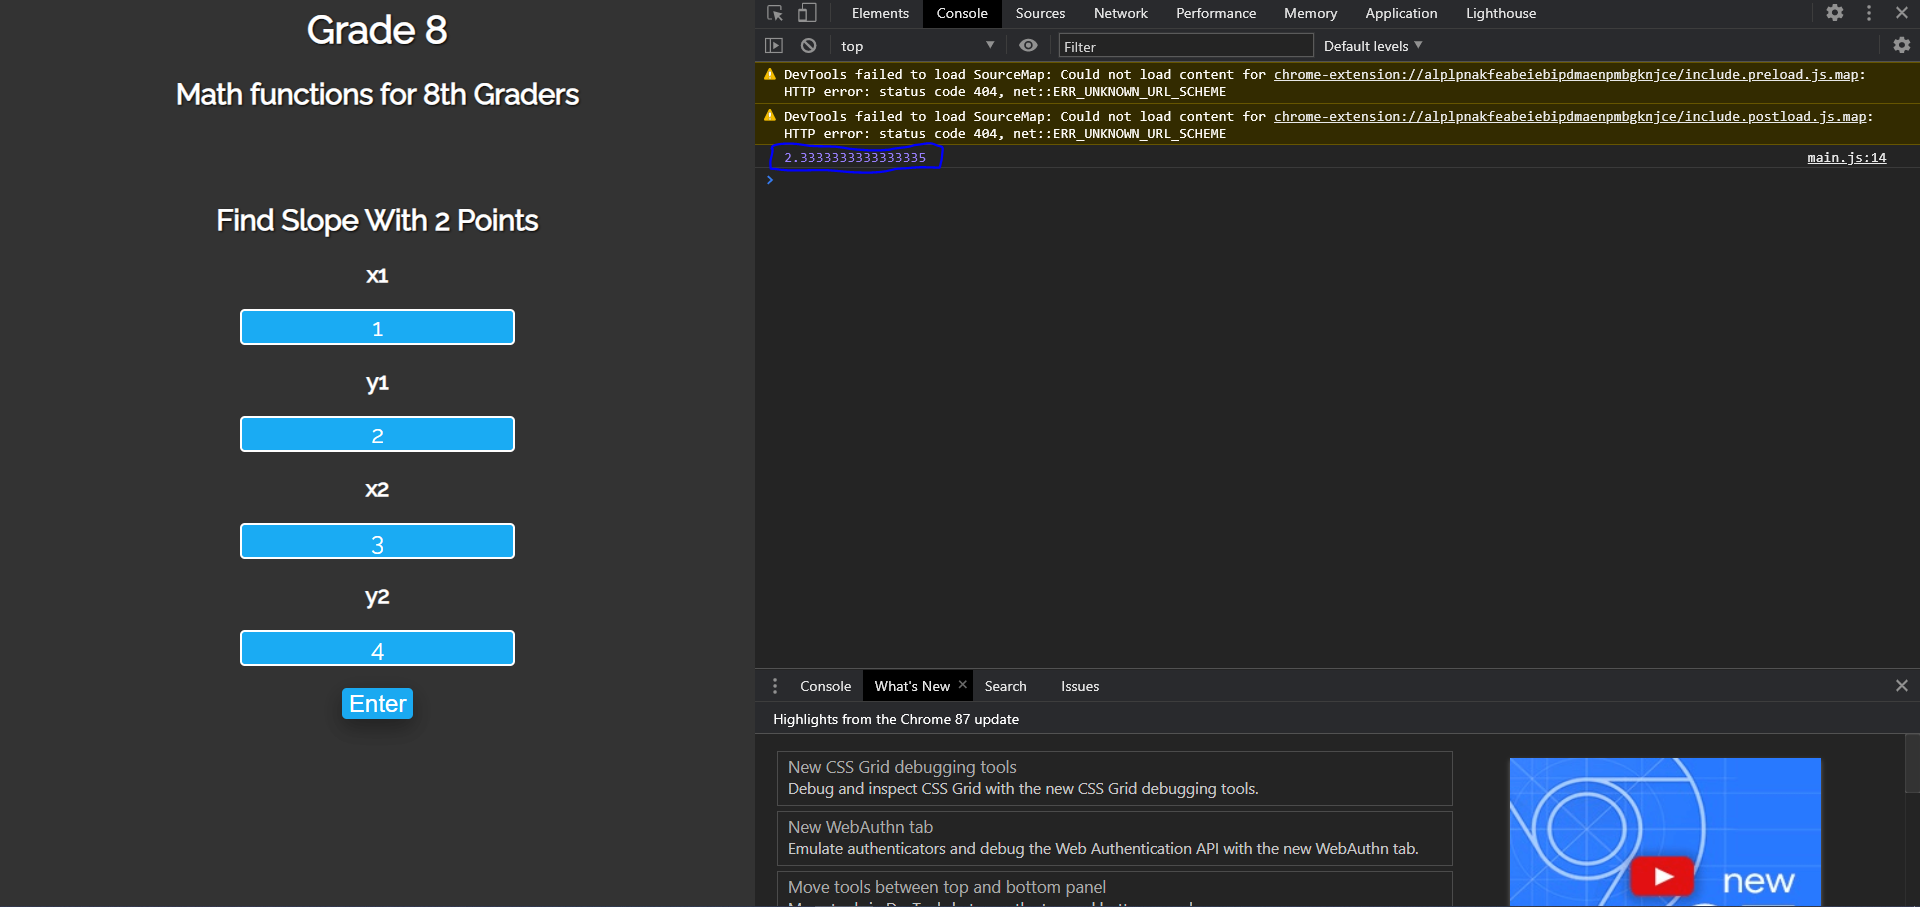 Grade 8
Math functions for 8th Graders
Find Slope With 2 Points
x1
1
y1
2
x2
3
y2
4
Enter
Elements Console Sources Network Performance Memory Application Lighthouse
top Filter Default levels
DevTools failed to load SourceMap: Could not load content for chrome-extension://alplpnakfeabeiebipdmaenpmbgknjce/include.preload.js.map:
HTTP error: status code 404, net::ERR_UNKNOWN_URL_SCHEME
DevTools failed to load SourceMap: Could not load content for chrome-extension://alplpnakfeabeiebipdmaenpmbgknjce/include.postload.js.map:
HTTP error: status code 404, net::ERR_UNKNOWN_URL_SCHEME
2.3333333333333335 main.js:14
Console What's New Search Issues
Highlights from the Chrome 87 update
New CSS Grid debugging tools
Debug and inspect CSS Grid with the new CSS Grid debugging tools.
New WebAuthn tab
Emulate authenticators and debug the Web Authentication API with the new WebAuthn tab.
Move tools between top and bottom panel
new